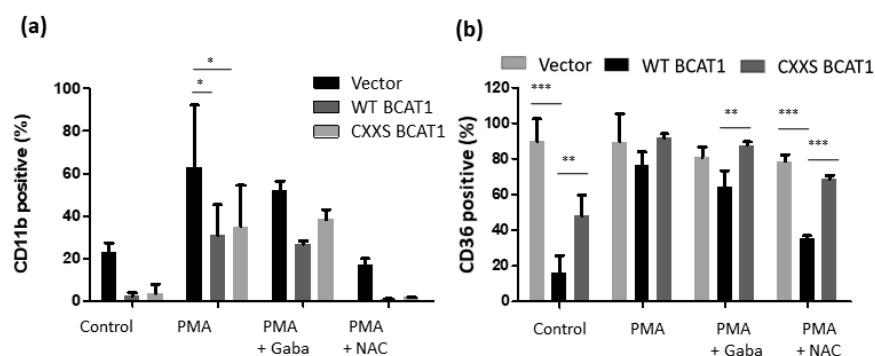 (a)
*
*
Vector
WT BCAT1
CXXS BCAT1
CD11b positive (%)
100
80
60
40
20
0
Control
PMA
PMA
+ Gaba
PMA
+ NAC
(b)
Vector
WT BCAT1
CXXS BCAT1
***
**
**
***
***
CD36 positive (%)
120
100
80
60
40
20
0
Control
PMA
PMA
+ Gaba
PMA
+ NAC